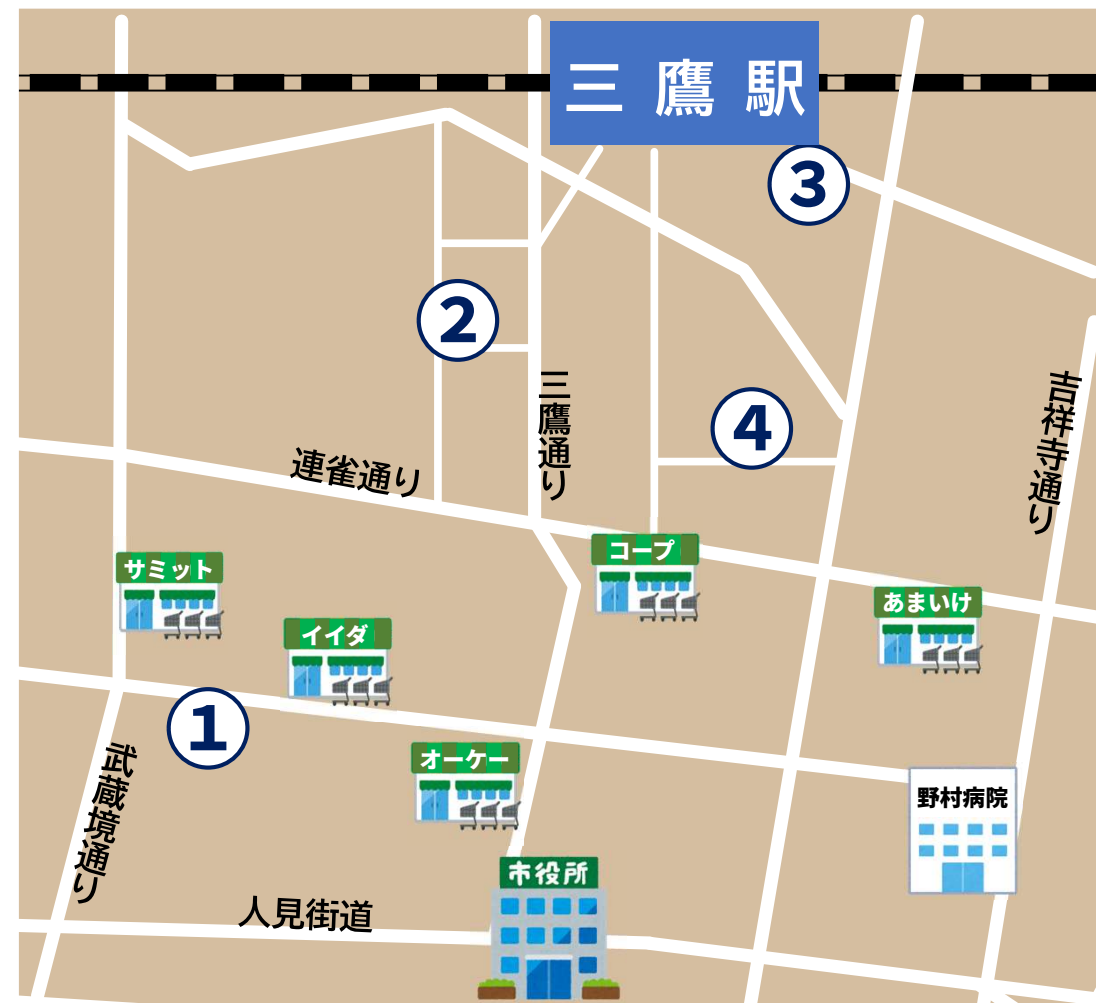 三鷹駅
3
2
三鷹通り
吉祥寺通り
4
連雀通り
コープ
サミット
あまいけ
イイダ
1
オーケー
武蔵境通り
野村病院
市役所
人見街道